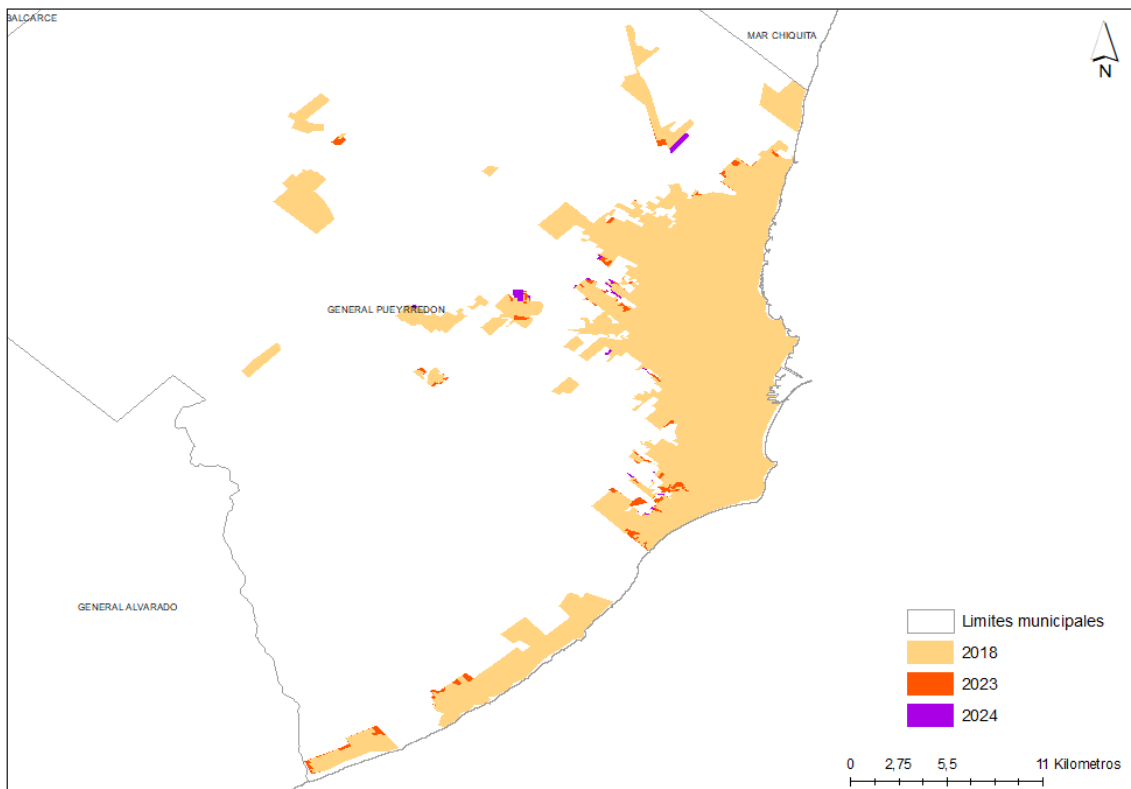 BALCARCE
MAR CHIQUITA
N
GENERAL PUEYRREDON
GENERAL ALVARADO
Limites municipales
2018
2023
2024
0 2,75 5,5 11 Kilometros